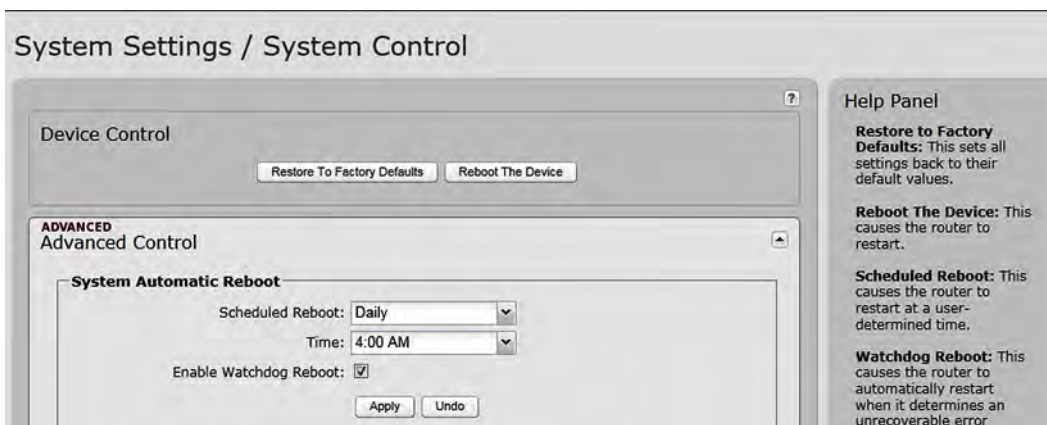 System Settings / System Control
?
Device Control
Restore To Factory Defaults
Reboot The Device
ADVANCED
Advanced Control
System Automatic Reboot
Scheduled Reboot: Daily
Time: 4:00 AM
Enable Watchdog Reboot:
Apply
Undo
Help Panel
Restore to Factory
Defaults: This sets all
settings back to their
default values.
Reboot The Device: This
causes the router to
restart.
Scheduled Reboot: This
causes the router to
restart at a user-
determined time.
Watchdog Reboot: This
causes the router to
automatically restart
when it determines an
unrecoverable error